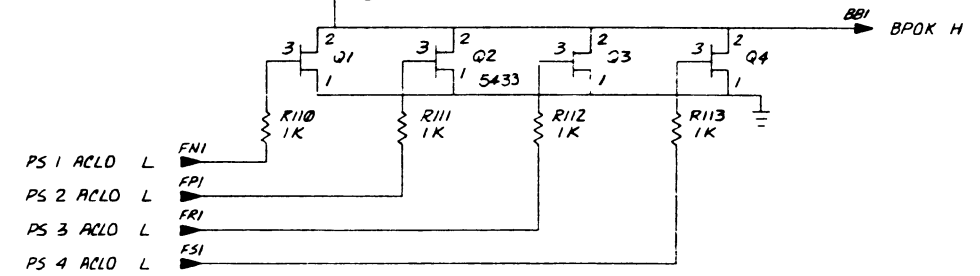 BB1
BPOK H
2 2 2 2
3 Q1 3 Q2 3 Q3 3 Q4
1 1 5433 1 1
R110 R111 R112 R113
1K 1K 1K 1K
FN1
PS 1 ACLO L
FP1
PS 2 ACLO L
FR1
PS 3 ACLO L
FS1
PS 4 ACLO L